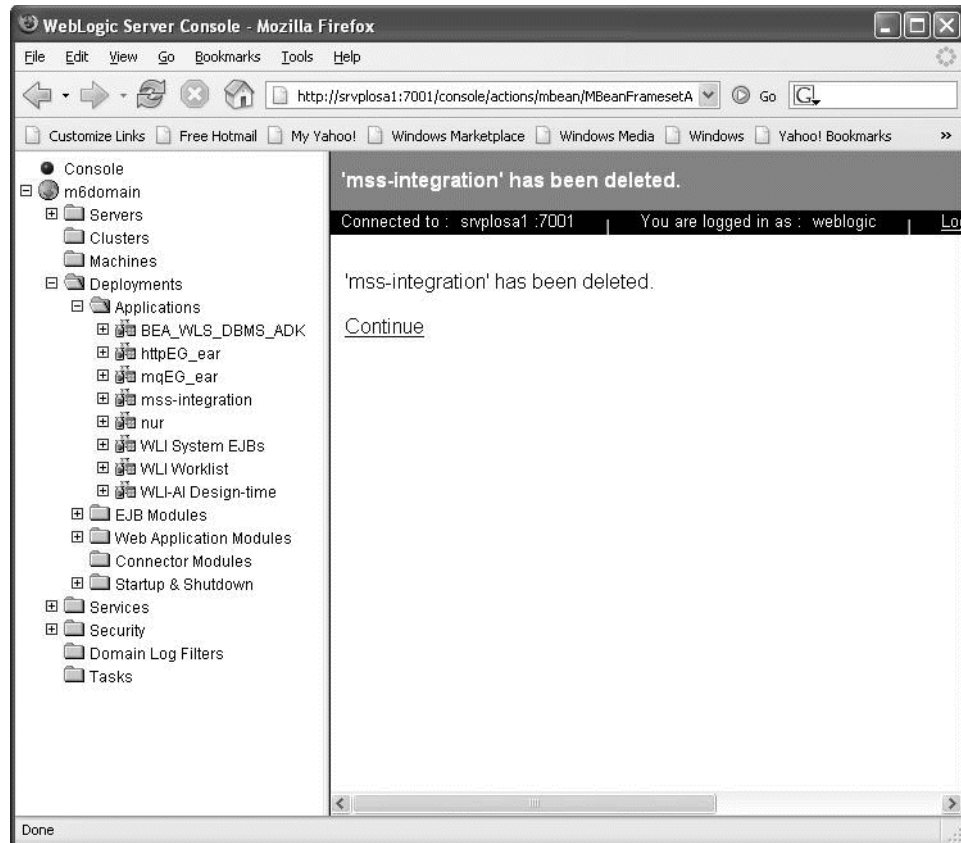 WebLogic Server Console - Mozilla Firefox
File Edit View Go Bookmarks Tools Help
http://srvplosa1:7001/console/actions/mbean/MBeanFramesetA Go G
Customize Links Free Hotmail My Yahoo! Windows Marketplace Windows Media Windows Yahoo! Bookmarks »
Console
m6domain
Servers
Clusters
Machines
Deployments
Applications
BEA_WLS_DBMS_ADK
httpEG_ear
mqEG_ear
mss-integration
nur
WLI System EJBs
WLI Worklist
WLI-AI Design-time
EJB Modules
Web Application Modules
Connector Modules
Startup & Shutdown
Services
Security
Domain Log Filters
Tasks
'mss-integration' has been deleted.
Connected to : srvplosa1 :7001 You are logged in as : weblogic Lo
'mss-integration' has been deleted.
Continue
Done